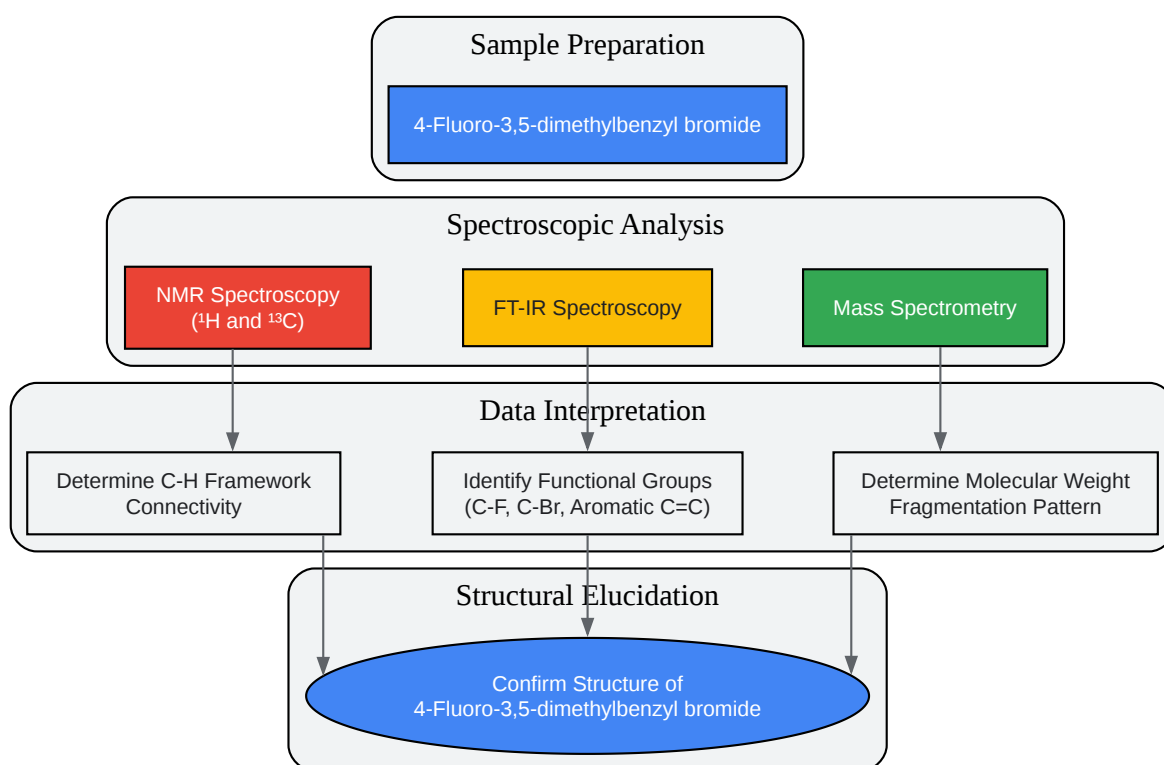 Sample Preparation
4-Fluoro-3,5-dimethylbenzyl bromide
Spectroscopic Analysis
NMR Spectroscopy
(¹H and ¹³C)
FT-IR Spectroscopy
Mass Spectrometry
Data Interpretation
Determine C-H Framework
Connectivity
Identify Functional Groups
(C-F, C-Br, Aromatic C=C)
Determine Molecular Weight
Fragmentation Pattern
Structural Elucidation
Confirm Structure of
4-Fluoro-3,5-dimethylbenzyl bromide